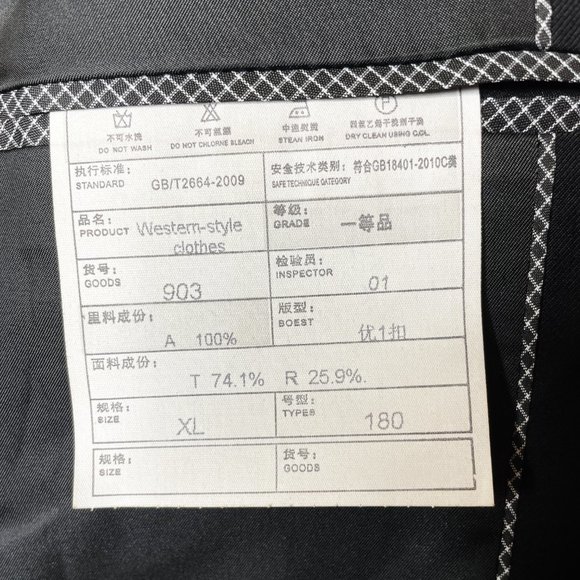 不可水洗 不可氯漂 中温熨烫 四氯乙烯干洗剂干洗
DO NOT WASH DO NOT CHLORINE BLEACH STEAN IRON DRY CLEAN USING C.CL.
执行标准:
STANDARD GB/T2664-2009
安全技术类别: 符合GB18401-2010C类
SAFE TECHNIQUE GATEGORY
品名:
PRODUCT Western-style
clothes
等级:
GRADE 一等品
货号:
GOODS 903
检验员:
INSPECTOR 01
里料成份:
A 100%
版型:
BOEST 优1扣
面料成份:
T 74.1% R 25.9%.
规格:
SIZE XL
号型:
TYPES 180
规格:
SIZE
货号:
GOODS